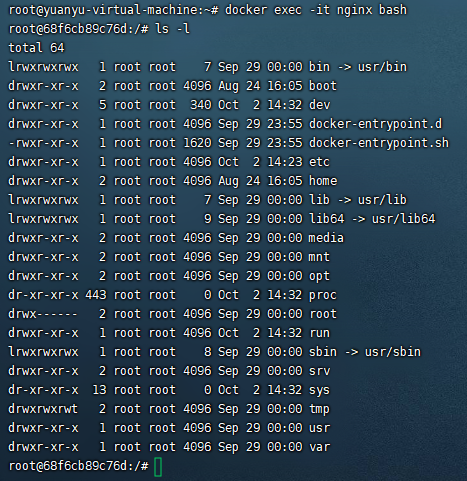 root@yuanyu-virtual-machine:~# docker exec -it nginx bash
root@68f6cb89c76d:/# ls -l
total 64
lrwxrwxrwx   1 root root    7 Sep 29 00:00 bin -> usr/bin
drwxr-xr-x   2 root root 4096 Aug 24 16:05 boot
drwxr-xr-x   5 root root  340 Oct  2 14:32 dev
drwxr-xr-x   1 root root 4096 Sep 29 23:55 docker-entrypoint.d
-rwxr-xr-x   1 root root 1620 Sep 29 23:55 docker-entrypoint.sh
drwxr-xr-x   1 root root 4096 Oct  2 14:23 etc
drwxr-xr-x   2 root root 4096 Aug 24 16:05 home
lrwxrwxrwx   1 root root    7 Sep 29 00:00 lib -> usr/lib
lrwxrwxrwx   1 root root    9 Sep 29 00:00 lib64 -> usr/lib64
drwxr-xr-x   2 root root 4096 Sep 29 00:00 media
drwxr-xr-x   2 root root 4096 Sep 29 00:00 mnt
drwxr-xr-x   2 root root 4096 Sep 29 00:00 opt
dr-xr-xr-x 443 root root    0 Oct  2 14:32 proc
drwx------   2 root root 4096 Sep 29 00:00 root
drwxr-xr-x   1 root root 4096 Oct  2 14:32 run
lrwxrwxrwx   1 root root    8 Sep 29 00:00 sbin -> usr/sbin
drwxr-xr-x   2 root root 4096 Sep 29 00:00 srv
dr-xr-xr-x  13 root root    0 Oct  2 14:32 sys
drwxrwxrwt   2 root root 4096 Sep 29 00:00 tmp
drwxr-xr-x   1 root root 4096 Sep 29 00:00 usr
drwxr-xr-x   1 root root 4096 Sep 29 00:00 var
root@68f6cb89c76d:/#